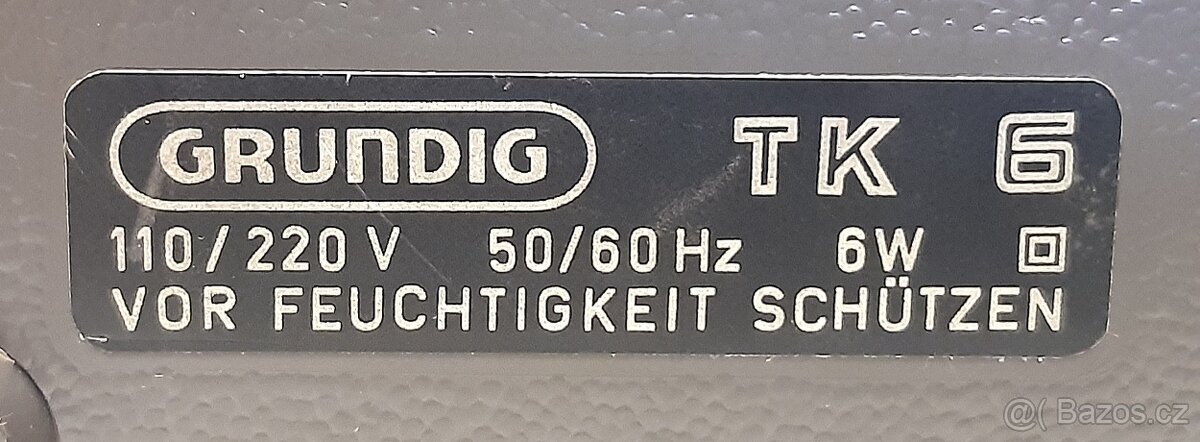 GRUNDIG TK 6
110/220 V 50/60 Hz 6W
VOR FEUCHTIGKEIT SCHÜTZEN
@( Bazos.cz